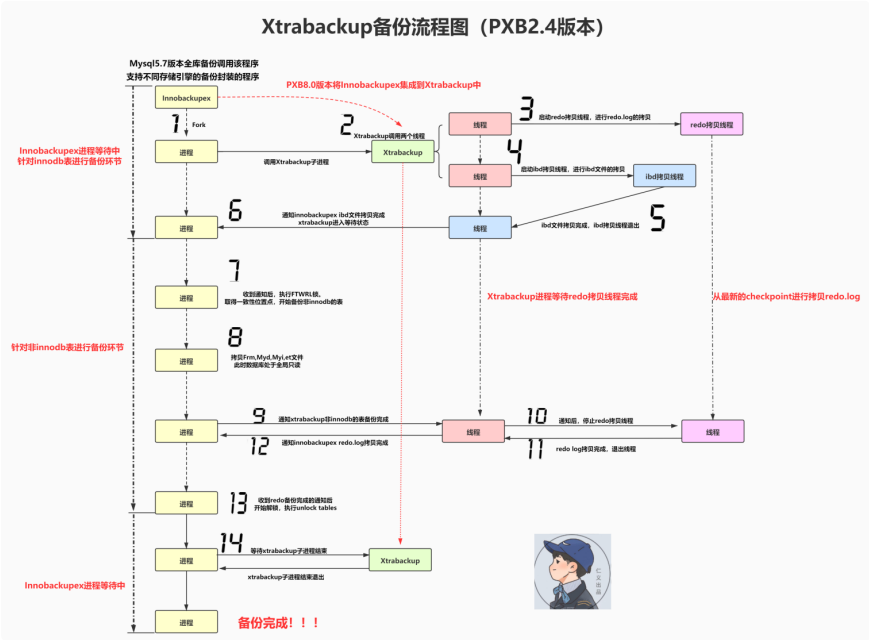 Xtrabackup备份流程图（PXB2.4版本）
Mysql5.7版本全库备份调用该程序
支持不同存储引擎的备份封装的程序
PXB8.0版本将Innobackupex集成到Xtrabackup中
Innobackupex
1
Fork
2
Xtrabackup调用两个线程
3
启动redo拷贝线程，进行redo.log的拷贝
线程
redo拷贝线程
Innobackupex进程等待中
针对innodb表进行备份环节
进程
调用Xtrabackup子进程
Xtrabackup
4
启动ibd拷贝线程，进行ibd文件的拷贝
线程
ibd拷贝线程
6
通知innobackupex ibd文件拷贝完成
xtrabackup进入等待状态
进程
线程
ibd文件拷贝完成，ibd拷贝线程退出
5
7
收到通知后，执行FTWRL锁，
取得一致性位置点，开始备份非innodb的表
进程
Xtrabackup进程等待redo拷贝线程完成
从最新的checkpoint进行拷贝redo.log
针对非innodb表进行备份环节
8
拷贝Frm,Myd,Myi,et文件
此时数据库处于全局只读
进程
9
通知xtrabackup非innodb的表备份完成
10
通知后，停止redo拷贝线程
进程
线程
线程
12
通知innobackupex redo.log拷贝完成
11
redo log拷贝完成，退出线程
进程
13
收到redo备份完成的通知后
开始解锁，执行unlock tables
14
等待xtrabackup子进程结束
进程
Xtrabackup
xtrabackup子进程结束退出
Innobackupex进程等待中
进程
备份完成！！！